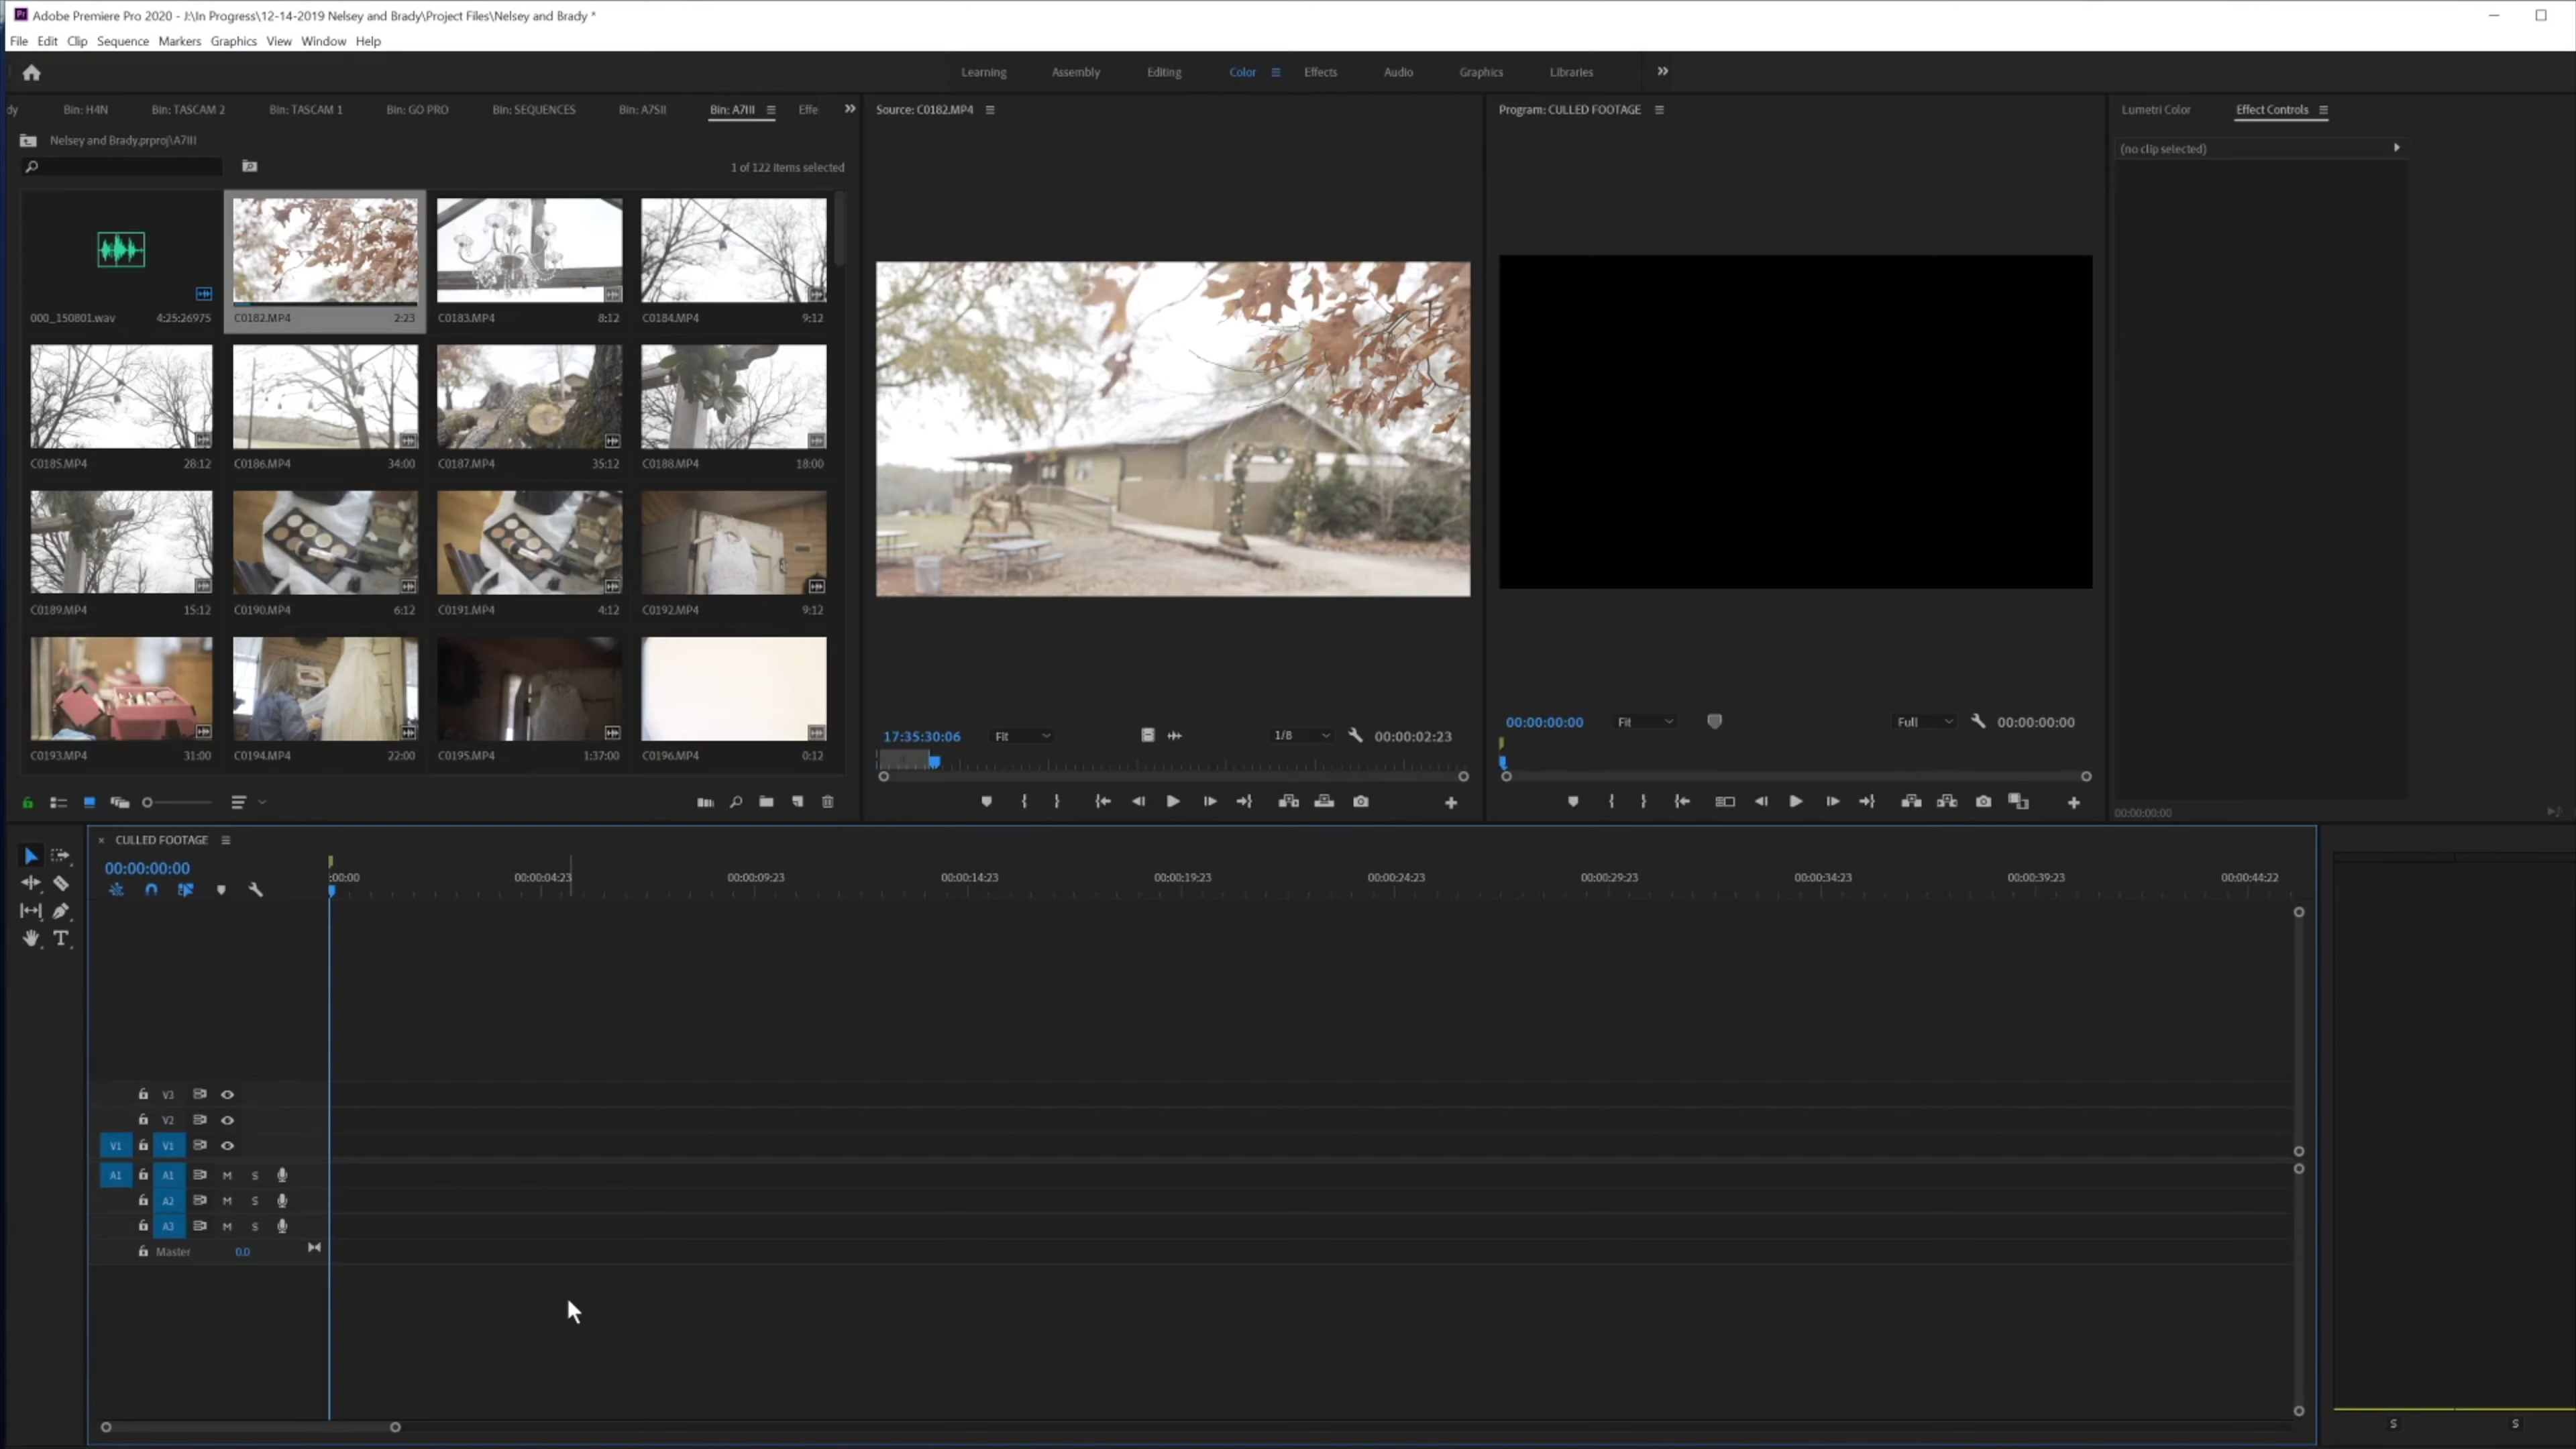 Adobe Premiere Pro 2020 - J:\In Progress\12-14-2019 Nelsey and Brady\Project Files\Nelsey and Brady *
File Edit Clip Sequence Markers Graphics View Window Help
Learning Assembly Editing Color Effects Audio Graphics Libraries
dy Bin: H4N Bin: TASCAM 2 Bin: TASCAM 1 Bin: GO PRO Bin: SEQUENCES Bin: A7SII Bin: A7III Effe
Nelsey and Brady.prproj\A7III
1 of 122 items selected
000_150801.wav 4:25:26975 C0182.MP4 2:23 C0183.MP4 8:12 C0184.MP4 9:12
C0185.MP4 28:12 C0186.MP4 34:00 C0187.MP4 35:12 C0188.MP4 18:00
C0189.MP4 15:12 C0190.MP4 6:12 C0191.MP4 4:12 C0192.MP4 9:12
C0193.MP4 31:00 C0194.MP4 22:00 C0195.MP4 1:37:00 C0196.MP4 0:12
Source: C0182.MP4
17:35:30:06 Fit 1/8 00:00:02:23
Program: CULLED FOOTAGE
00:00:00:00 Fit Full 00:00:00:00
Lumetri Color Effect Controls
(no clip selected)
00:00:00:00
CULLED FOOTAGE
00:00:00:00
:00:00 00:00:04:23 00:00:09:23 00:00:14:23 00:00:19:23 00:00:24:23 00:00:29:23 00:00:34:23 00:00:39:23 00:00:44:22
V3
V2
V1 V1
A1 A1 M S
A2 M S
A3 M S
Master 0.0
S S